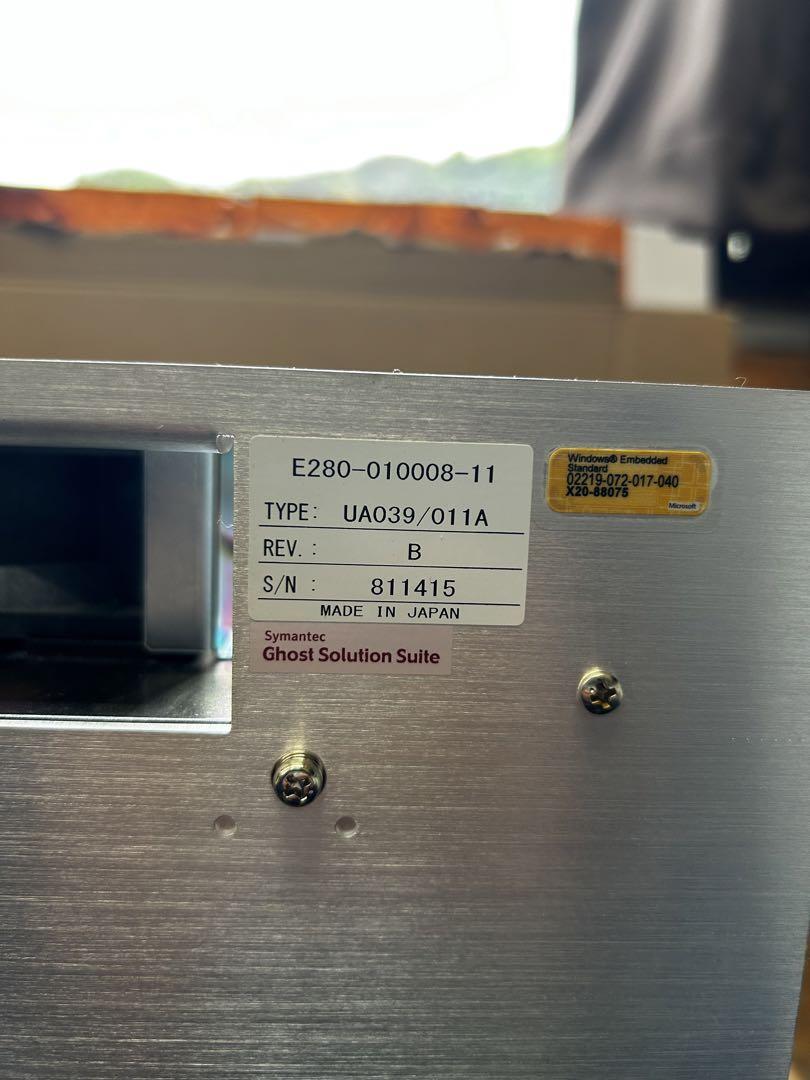 E280-010008-11
TYPE: UA039/011A
REV. : B
S/N : 811415
MADE IN JAPAN
Symantec
Ghost Solution Suite
Windows® Embedded
Standard
02219-072-017-040
X20-88075
Microsoft